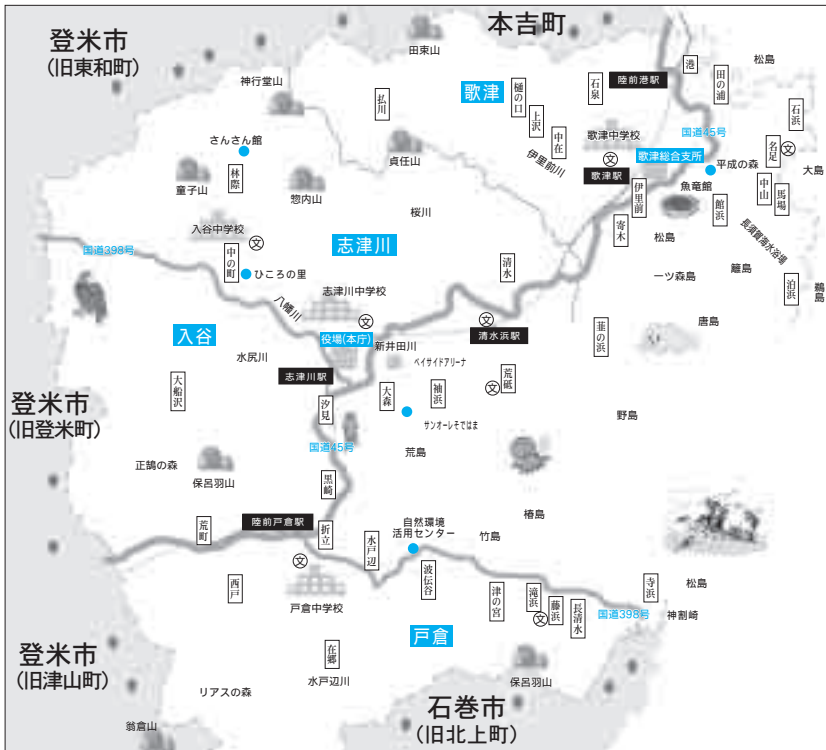 本吉町
登米市
(旧東和町)
田束山
神行堂山
払川
歌津
樋の口
上沢
中在
石泉
陸前港駅
港
田の浦
松島
石浜
国道45号
歌津中学校
歌津総合支所
平成の森
名足
大島
伊里前川
歌津駅
魚竜館
中山
馬場
伊里前
館浜
寄木
松島
長須賀海水浴場
さんさん館
林際
童子山
惣内山
貞任山
桜川
入谷中学校
志津川
国道398号
中の町
ひころの里
清水
一ツ森島
籬島
泊浜
鵜島
唐島
八幡川
志津川中学校
入谷
役場(本庁)
新井田川
清水浜駅
韮の浜
水尻川
ベイサイドアリーナ
志津川駅
荒砥
大船沢
汐見
大森
袖浜
登米市
(旧登米町)
サンオーレそではま
野島
国道45号
荒島
正鵠の森
保呂羽山
黒崎
椿島
荒町
陸前戸倉駅
折立
水戸辺
自然環境
活用センター
竹島
西戸
戸倉中学校
波伝谷
津の宮
滝浜
藤浜
長清水
寺浜
松島
国道398号
神割崎
戸倉
登米市
(旧津山町)
在郷
水戸辺川
リアスの森
保呂羽山
石巻市
(旧北上町)
翁倉山
文
文
文
文
文
文
文
文